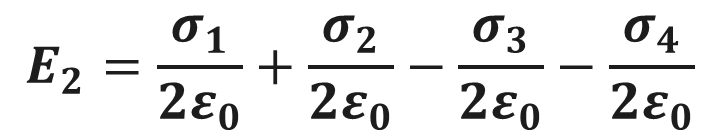 E₂ = σ₁/2ε₀ + σ₂/2ε₀ − σ₃/2ε₀ − σ₄/2ε₀